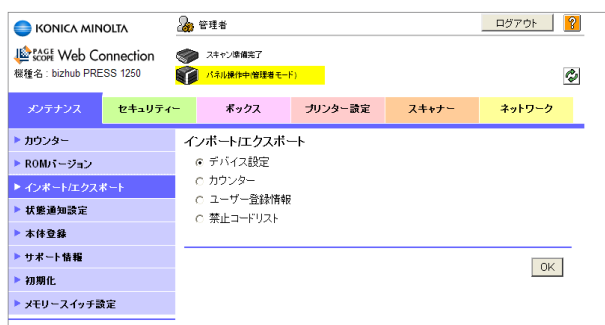 KONICA MINOLTA
管理者
ログアウト
?
PAGE SCOPE Web Connection
スキャン準備完了
機種名 : bizhub PRESS 1250
パネル操作中(管理者モード)
メンテナンス
セキュリティー
ボックス
プリンター設定
スキャナー
ネットワーク
カウンター
ROMバージョン
インポート/エクスポート
状態通知設定
本体登録
サポート情報
初期化
メモリースイッチ設定
インポート/エクスポート
デバイス設定
カウンター
ユーザー登録情報
禁止コードリスト
OK